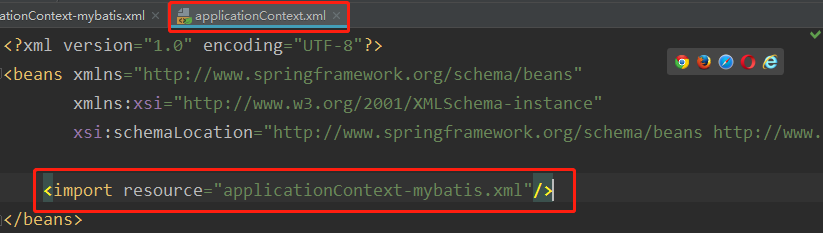 ationContext-mybatis.xml × applicationContext.xml ×
<?xml version="1.0" encoding="UTF-8"?>
<beans xmlns="http://www.springframework.org/schema/beans"
xmlns:xsi="http://www.w3.org/2001/XMLSchema-instance"
xsi:schemaLocation="http://www.springframework.org/schema/beans http://www.
<import resource="applicationContext-mybatis.xml"/>
</beans>